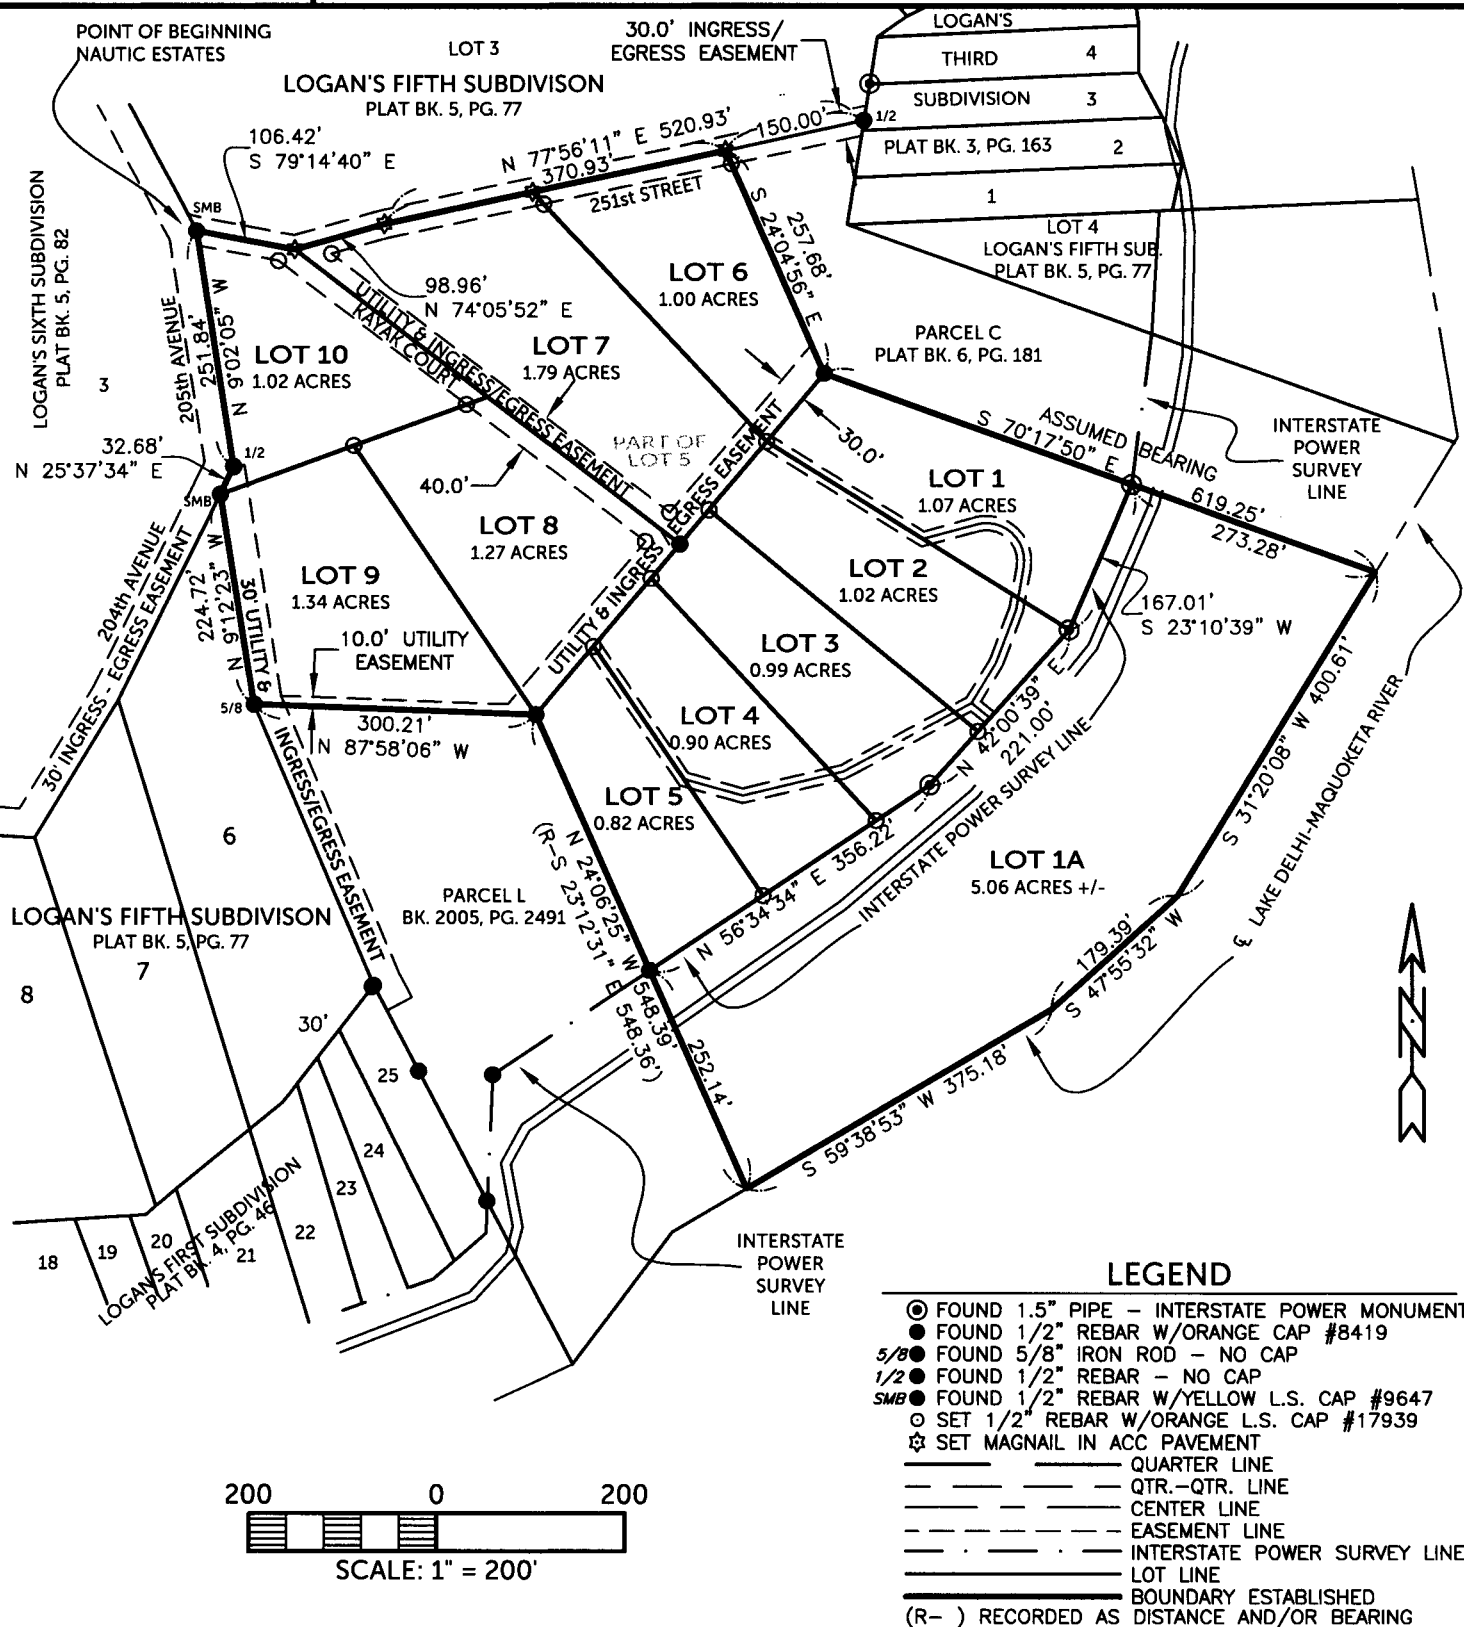 POINT OF BEGINNING
NAUTIC ESTATES
LOT 3
LOGAN'S FIFTH SUBDIVISON
PLAT BK. 5, PG. 77
30.0' INGRESS/
EGRESS EASEMENT
LOGAN'S
THIRD 4
SUBDIVISION 3
PLAT BK. 3, PG. 163 2
1
1/2
106.42'
S 79°14'40" E
N 77°56'11" E 520.93'
370.93'
150.00'
251st STREET
LOGAN'S SIXTH SUBDIVISION
PLAT BK. 5, PG. 82
3
SMB
LOT 4
LOGAN'S FIFTH SUB.
PLAT BK. 5, PG. 77
257.68'
S 24°04'56" E
LOT 6
1.00 ACRES
98.96'
N 74°05'52" E
UTILITY & INGRESS/EGRESS EASEMENT
KAYAK COURT
LOT 7
1.79 ACRES
PARCEL C
PLAT BK. 6, PG. 181
205th AVENUE
251.84'
N 9°02'05" W
LOT 10
1.02 ACRES
32.68'
N 25°37'34" E
1/2
SMB
PART OF
LOT 5
40.0'
30.0'
ASSUMED BEARING
S 70°17'50" E
619.25'
273.28'
INTERSTATE
POWER
SURVEY
LINE
LOT 1
1.07 ACRES
LOT 8
1.27 ACRES
LOT 2
1.02 ACRES
LOT 9
1.34 ACRES
UTILITY & INGRESS EGRESS EASEMENT
204th AVENUE
30' INGRESS - EGRESS EASEMENT
224.72'
N 9°12'23" W
30' UTILITY &
INGRESS/EGRESS EASEMENT
10.0' UTILITY
EASEMENT
LOT 3
0.99 ACRES
167.01'
S 23°10'39" W
5/8
300.21'
N 87°58'06" W
LOT 4
0.90 ACRES
N 42°00'39" E
221.00'
INTERSTATE POWER SURVEY LINE
S 31°20'08" W 400.61'
℄ LAKE DELHI-MAQUOKETA RIVER
LOT 5
0.82 ACRES
6
N 56°34'34" E 356.22'
LOT 1A
5.06 ACRES +/-
PARCEL L
BK. 2005, PG. 2491
N 24°06'25" W 548.39'
(R-S 23°12'31" E 548.36')
LOGAN'S FIFTH SUBDIVISON
PLAT BK. 5, PG. 77
7
8
179.39'
S 47°55'32" W
30'
252.14'
S 59°38'53" W 375.18'
N
25
24
23
22
21
20
19
18
LOGAN'S FIRST SUBDIVISION
PLAT BK. 4, PG. 46
INTERSTATE
POWER
SURVEY
LINE
LEGEND
FOUND 1.5" PIPE - INTERSTATE POWER MONUMENT
FOUND 1/2" REBAR W/ORANGE CAP #8419
5/8 FOUND 5/8" IRON ROD - NO CAP
1/2 FOUND 1/2" REBAR - NO CAP
SMB FOUND 1/2" REBAR W/YELLOW L.S. CAP #9647
SET 1/2" REBAR W/ORANGE L.S. CAP #17939
SET MAGNAIL IN ACC PAVEMENT
QUARTER LINE
QTR.-QTR. LINE
CENTER LINE
EASEMENT LINE
INTERSTATE POWER SURVEY LINE
LOT LINE
BOUNDARY ESTABLISHED
(R- ) RECORDED AS DISTANCE AND/OR BEARING
200 0 200
SCALE: 1" = 200'